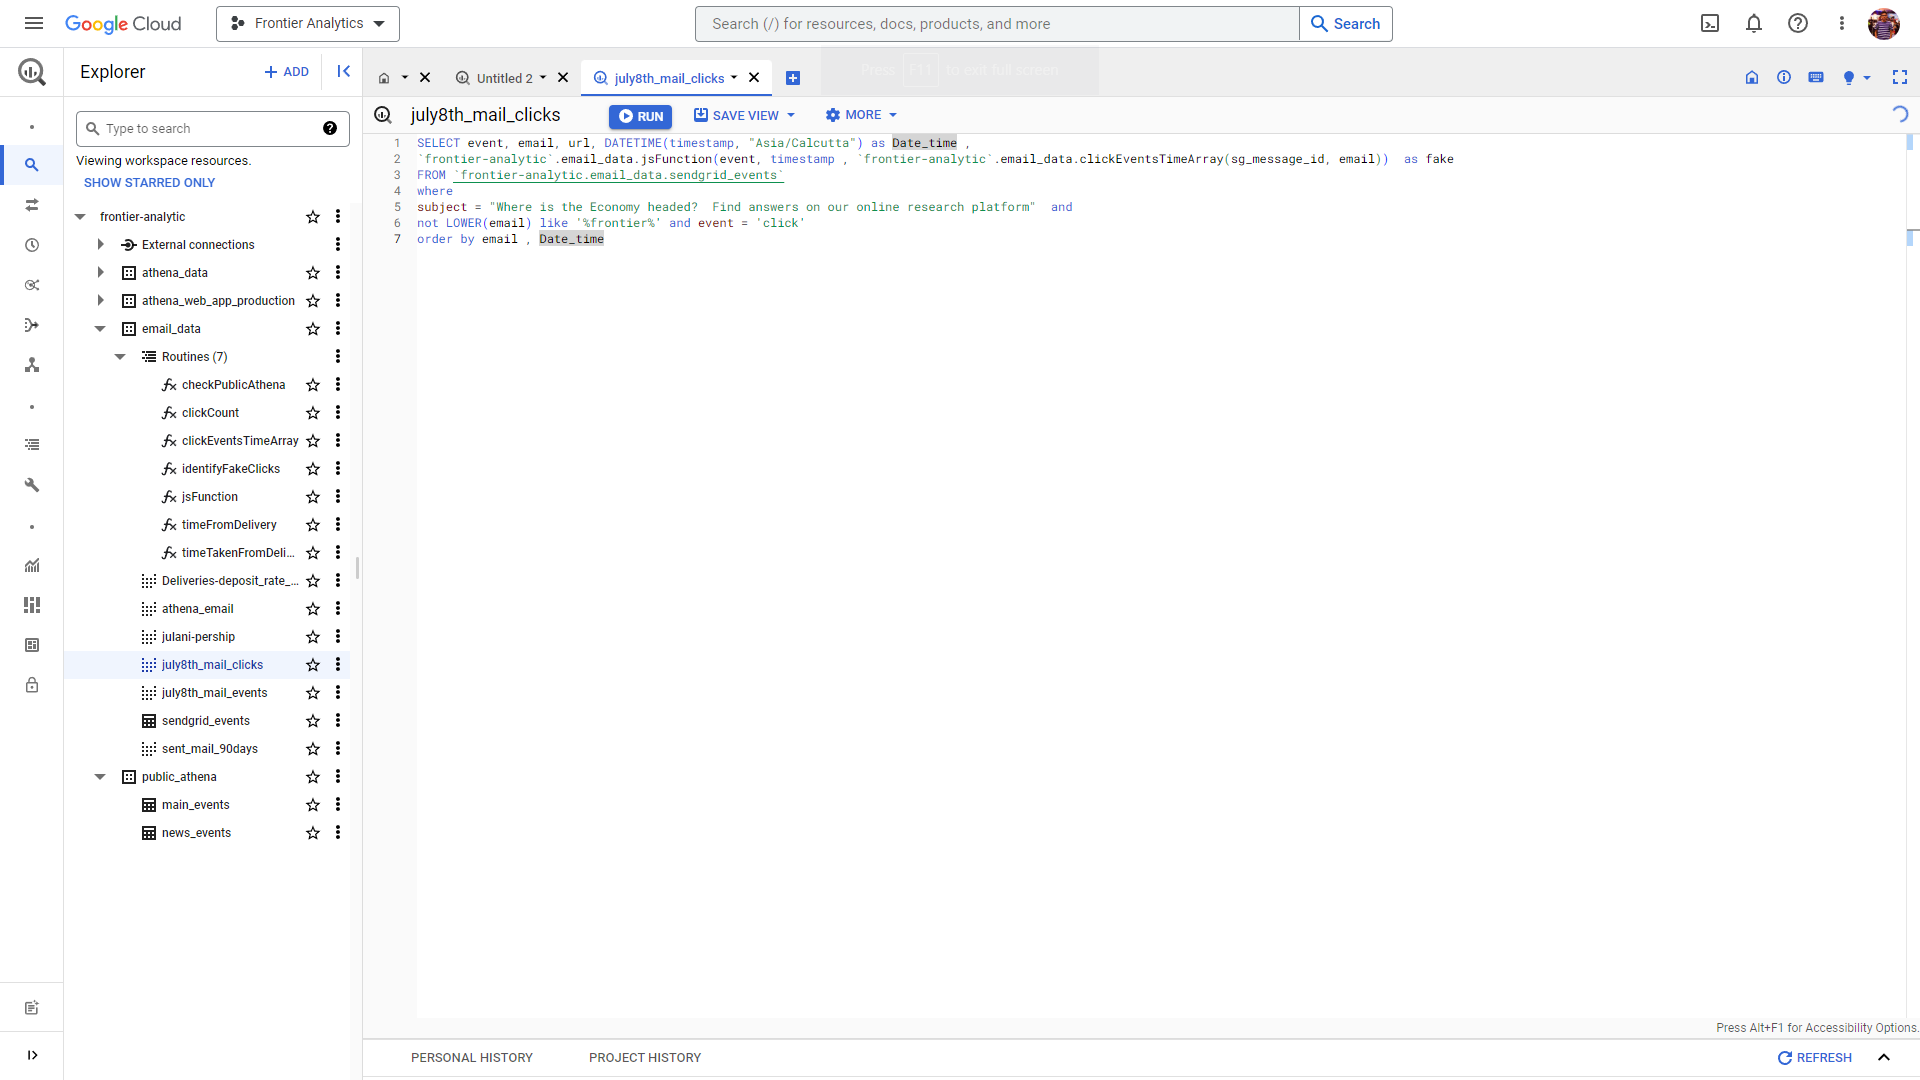 Google Cloud
Frontier Analytics
Search (/) for resources, docs, products, and more
Search
Explorer
ADD
Untitled 2
july8th_mail_clicks
Press F11 to exit full screen
july8th_mail_clicks
RUN
SAVE VIEW
MORE
Type to search
Viewing workspace resources.
SHOW STARRED ONLY
frontier-analytic
External connections
athena_data
athena_web_app_production
email_data
Routines (7)
checkPublicAthena
clickCount
clickEventsTimeArray
identifyFakeClicks
jsFunction
timeFromDelivery
timeTakenFromDeli...
Deliveries-deposit_rate_...
athena_email
julani-pership
july8th_mail_clicks
july8th_mail_events
sendgrid_events
sent_mail_90days
public_athena
main_events
news_events
1 SELECT event, email, url, DATETIME(timestamp, "Asia/Calcutta") as Date_time ,
2 `frontier-analytic`.email_data.jsFunction(event, timestamp , `frontier-analytic`.email_data.clickEventsTimeArray(sg_message_id, email))  as fake
3 FROM `frontier-analytic.email_data.sendgrid_events`
4 where
5 subject = "Where is the Economy headed?  Find answers on our online research platform"  and
6 not LOWER(email) like '%frontier%' and event = 'click'
7 order by email , Date_time
Press Alt+F1 for Accessibility Options.
PERSONAL HISTORY
PROJECT HISTORY
REFRESH